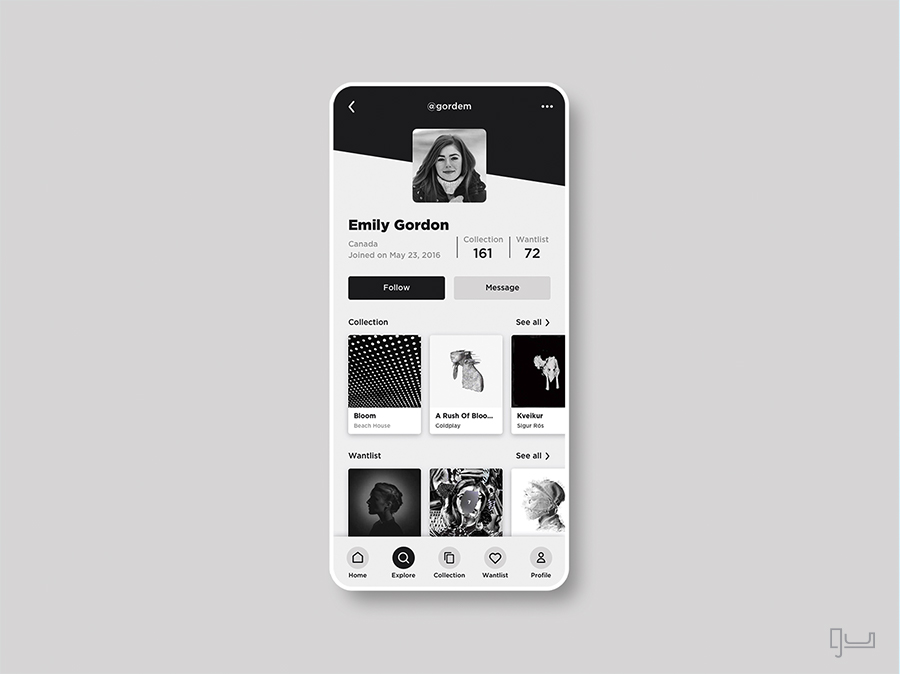 @gordem
Emily Gordon
Canada
Joined on May 23, 2016
Collection
161
Wantlist
72
Follow
Message
Collection
See all
Bloom
Beach House
A Rush Of Bloo...
Coldplay
Kveikur
Sigur Rós
Wantlist
See all
Home
Explore
Collection
Wantlist
Profile